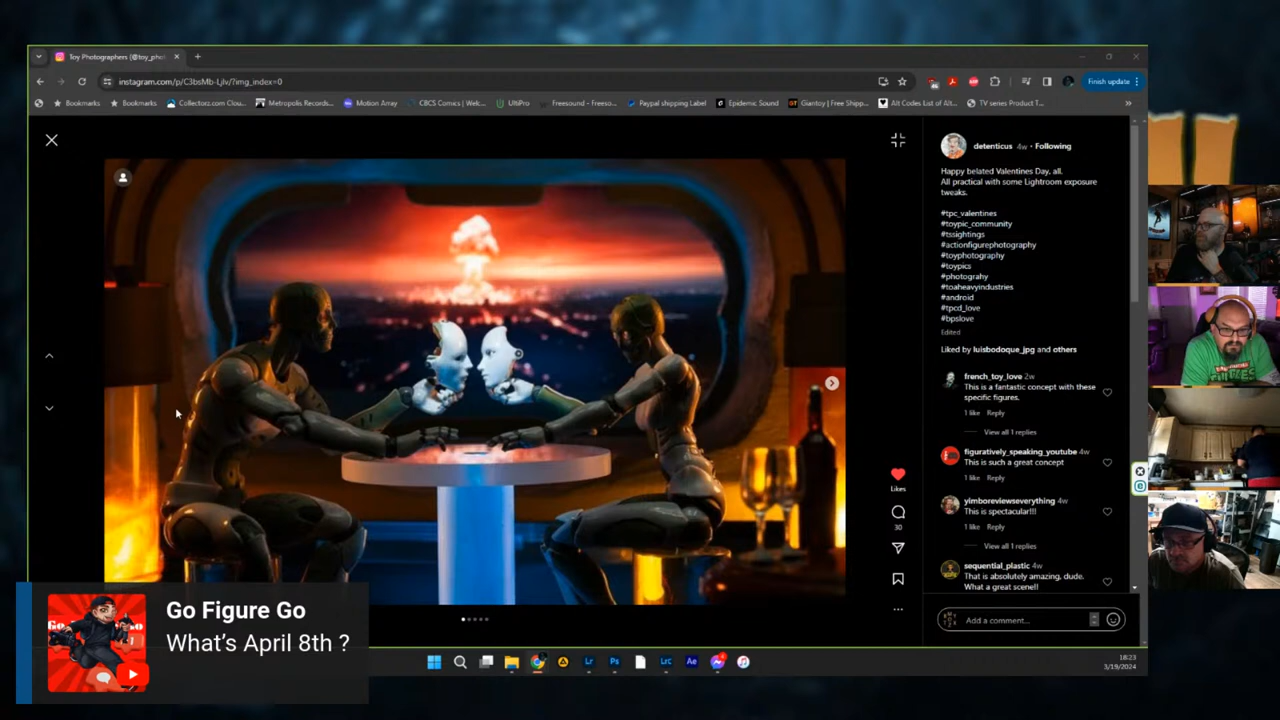 Toy Photographers (@toy_phot
instagram.com/p/C3bsMb-Ljlv/?img_index=0
Finish update
Bookmarks
Bookmarks
Collectorz.com Clou...
Metropolis Records...
Motion Array
CBCS Comics | Welc...
UltiPro
Freesound - Freeso...
Paypal shipping Label
Epidemic Sound
Giantoy | Free Shipp...
Alt Codes List of Alt...
TV series Product T...
detenticus 4w • Following
Happy belated Valentines Day, all.
All practical with some Lightroom exposure
tweaks.
#tpc_valentines
#toypic_community
#tssightings
#actionfigurephotography
#toyphotography
#toypics
#photograhy
#toaheavyindustries
#android
#tpcd_love
#bpslove
Edited
Liked by luisbodoque_jpg and others
french_toy_love 2w
This is a fantastic concept with these
specific figures.
1 like Reply
View all 1 replies
figuratively_speaking_youtube 4w
This is such a great concept
1 like Reply
yimboreviewseverything 4w
This is spectacular!!!
1 like Reply
View all 1 replies
sequential_plastic 4w
That is absolutely amazing, dude.
What a great scene!!
Likes
30
Add a comment...
Go Figure Go
What's April 8th ?
Lr
Ps
LrC
Ae
18:23
3/19/2024